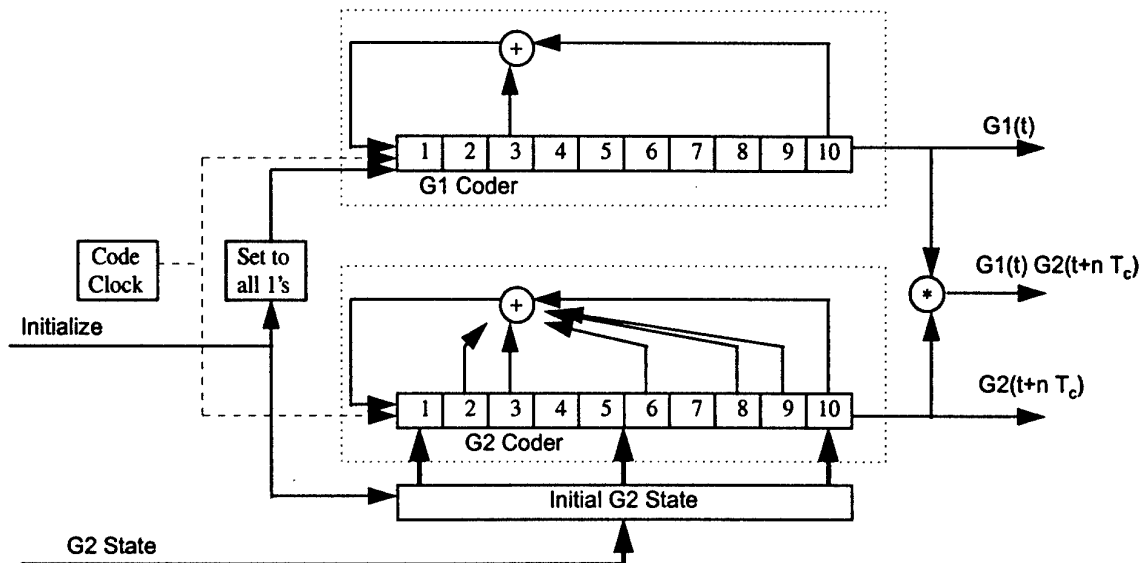 +
G1(t)
1 2 3 4 5 6 7 8 9 10
G1 Coder
Code
Clock
Set to
all 1's
G1(t) G2(t+n T_c)
*
Initialize
+
G2(t+n T_c)
1 2 3 4 5 6 7 8 9 10
G2 Coder
Initial G2 State
G2 State